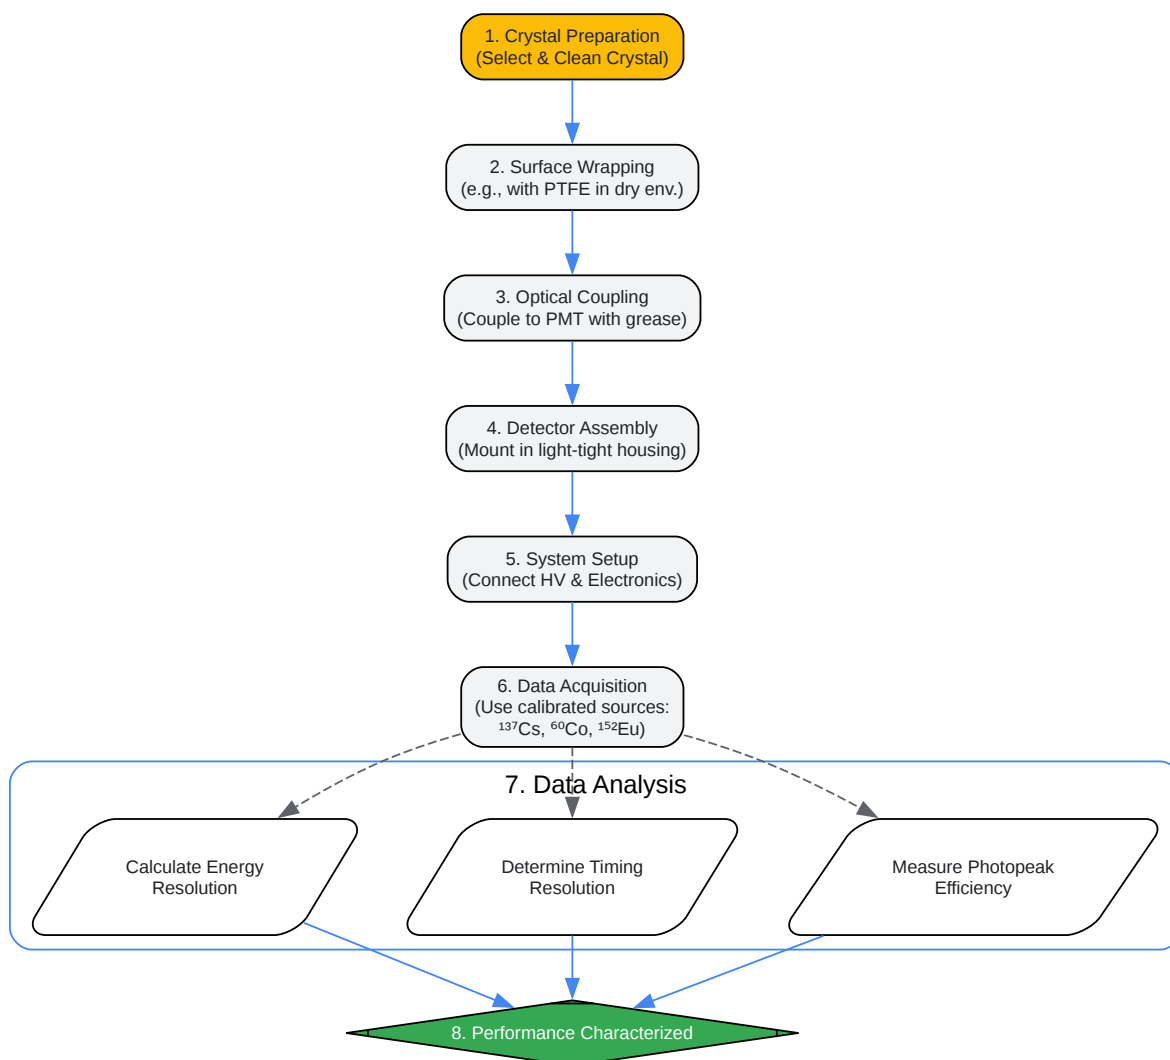 1. Crystal Preparation
(Select & Clean Crystal)
2. Surface Wrapping
(e.g., with PTFE in dry env.)
3. Optical Coupling
(Couple to PMT with grease)
4. Detector Assembly
(Mount in light-tight housing)
5. System Setup
(Connect HV & Electronics)
6. Data Acquisition
(Use calibrated sources:
¹³⁷Cs, ⁶⁰Co, ¹⁵²Eu)
7. Data Analysis
Calculate Energy
Resolution
Determine Timing
Resolution
Measure Photopeak
Efficiency
8. Performance Characterized